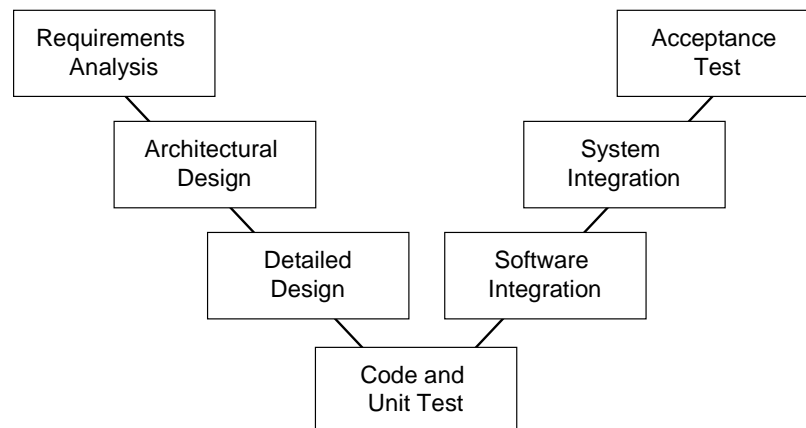 Requirements
Analysis
Acceptance
Test
Architectural
Design
System
Integration
Detailed
Design
Software
Integration
Code and
Unit Test